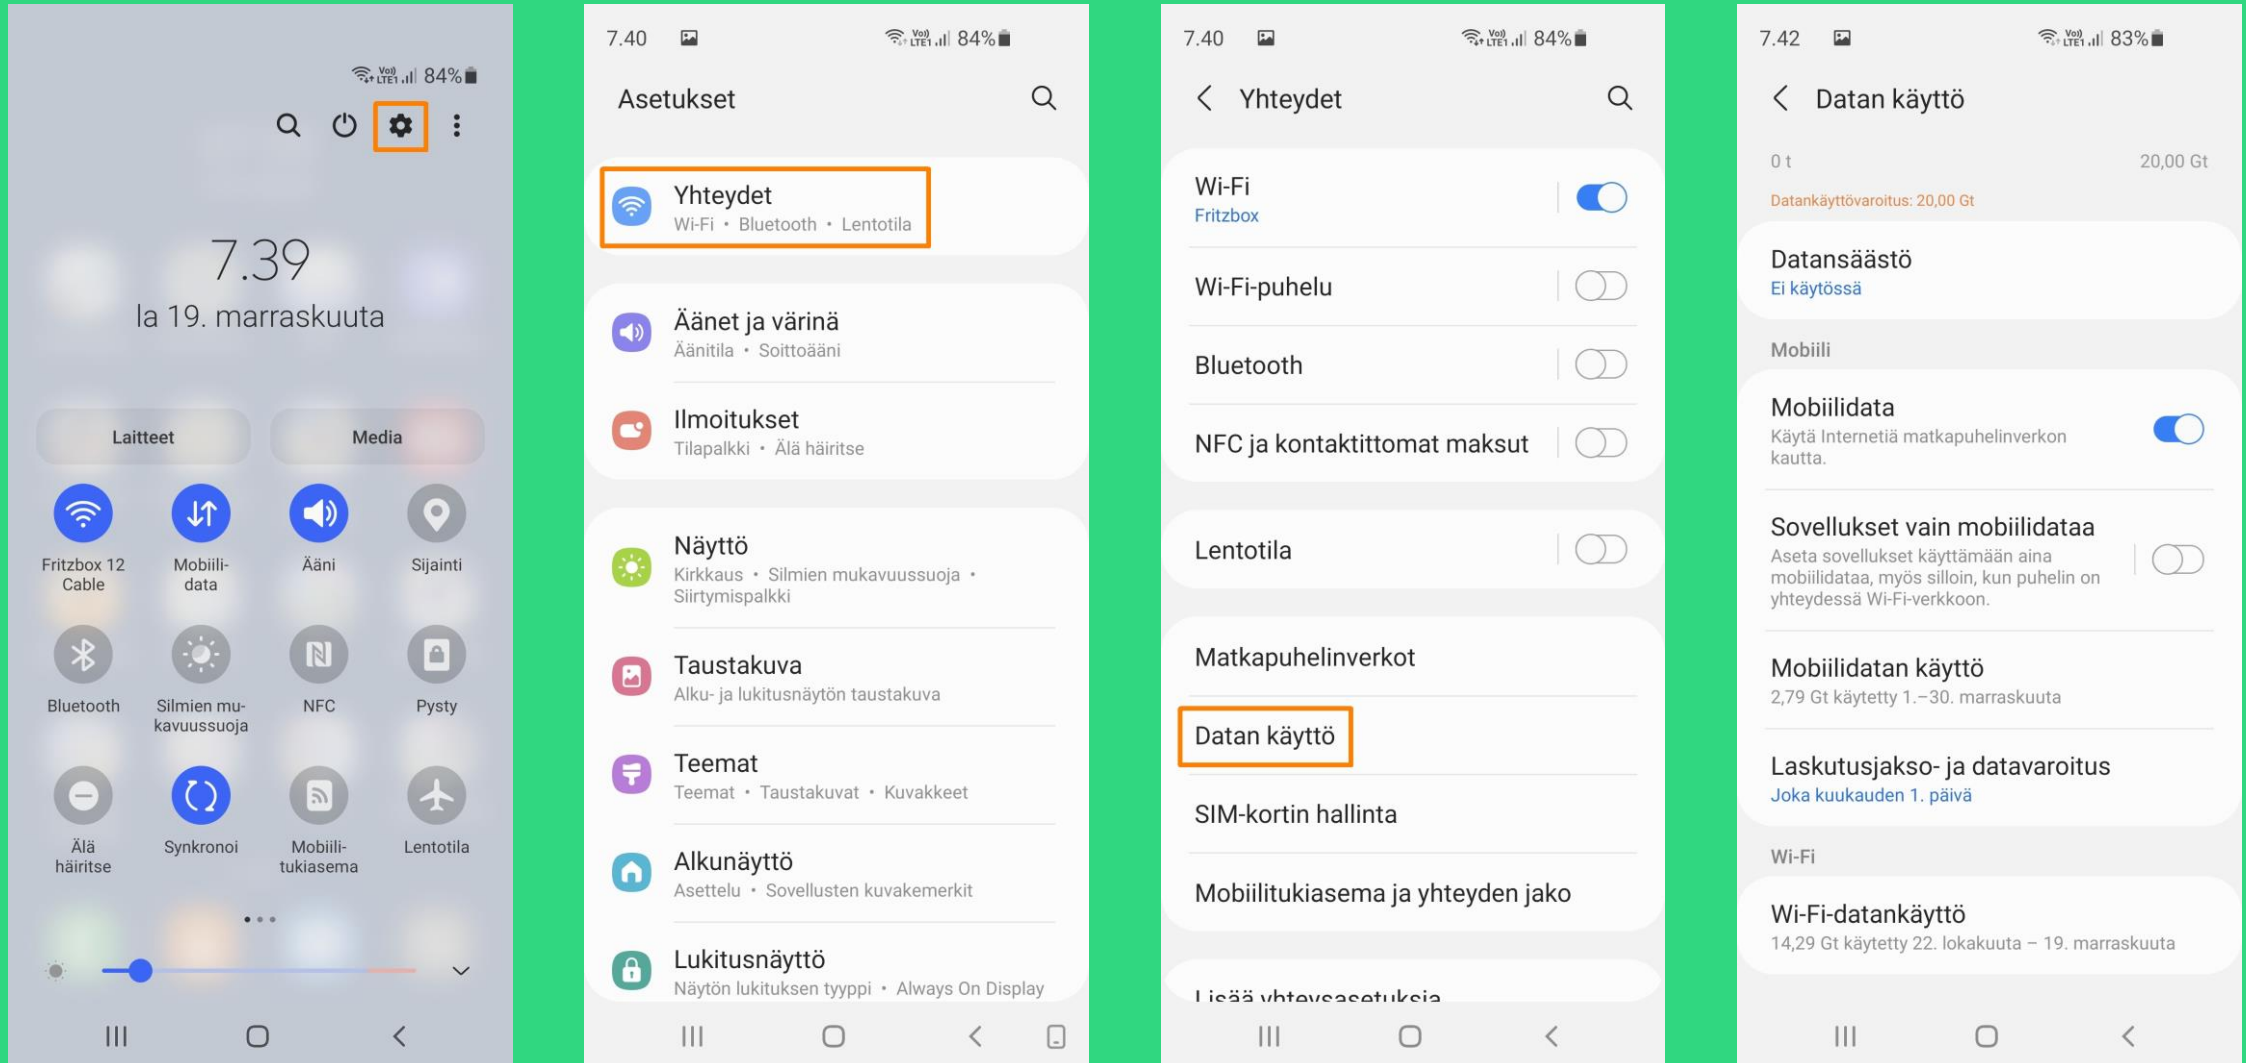 84%
7.39
la 19. marraskuuta
Laitteet
Media
Fritzbox 12
Cable
Mobiili-
data
Ääni
Sijainti
Bluetooth
Silmien mu-
kavuussuoja
NFC
Pysty
Älä
häiritse
Synkronoi
Mobiili-
tukiasema
Lentotila
7.40
Vo)) LTE1 84%
Asetukset
Yhteydet
Wi-Fi • Bluetooth • Lentotila
Äänet ja värinä
Äänitila • Soittoääni
Ilmoitukset
Tilapalkki • Älä häiritse
Näyttö
Kirkkaus • Silmien mukavuussuoja •
Siirtymispalkki
Taustakuva
Alku- ja lukitusnäytön taustakuva
Teemat
Teemat • Taustakuvat • Kuvakkeet
Alkunäyttö
Asettelu • Sovellusten kuvakemerkit
Lukitusnäyttö
Näytön lukituksen tyyppi • Always On Display
7.40
Vo)) LTE1 84%
Yhteydet
Wi-Fi
Fritzbox
Wi-Fi-puhelu
Bluetooth
NFC ja kontaktittomat maksut
Lentotila
Matkapuhelinverkot
Datan käyttö
SIM-kortin hallinta
Mobiilitukiasema ja yhteyden jako
Lisää yhteysasetuksia
7.42
Vo)) LTE1 83%
Datan käyttö
0 t
20,00 Gt
Datankäyttövaroitus: 20,00 Gt
Datansäästö
Ei käytössä
Mobiili
Mobiilidata
Käytä Internetiä matkapuhelinverkon
kautta.
Sovellukset vain mobiilidataa
Aseta sovellukset käyttämään aina
mobiilidataa, myös silloin, kun puhelin on
yhteydessä Wi-Fi-verkkoon.
Mobiilidatan käyttö
2,79 Gt käytetty 1.–30. marraskuuta
Laskutusjakso- ja datavaroitus
Joka kuukauden 1. päivä
Wi-Fi
Wi-Fi-datankäyttö
14,29 Gt käytetty 22. lokakuuta – 19. marraskuuta